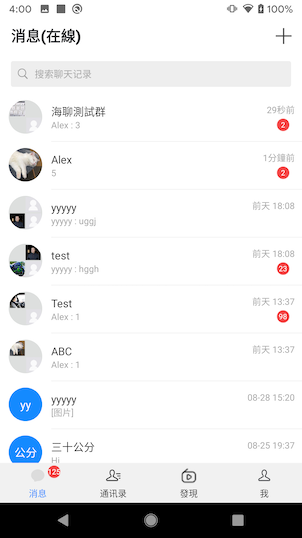 4:00
100%
消息(在線)
搜索聊天记录
海聊測試群
29秒前
Alex : 3
2
Alex
1分鐘前
5
2
yyyyy
前天 18:08
yyyyy : uggj
test
前天 18:08
yyyyy : hggh
23
Test
前天 13:37
Alex : 1
98
ABC
前天 13:37
Alex : 1
yy
yyyyy
08-28 15:20
[图片]
公分
三十公分
08-25 19:37
Hi
125
消息
通讯录
發現
我